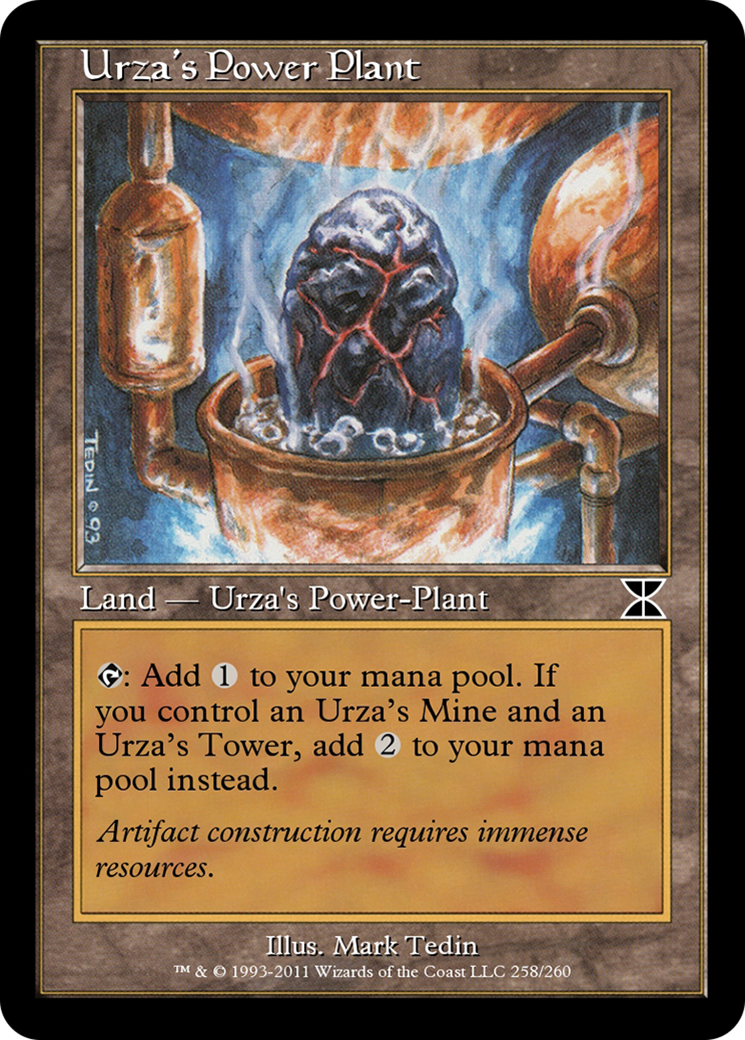 Urza's Power Plant
TEDIN © 93
Land — Urza's Power-Plant
: Add 1 to your mana pool. If
you control an Urza's Mine and an
Urza's Tower, add 2 to your mana
pool instead.
Artifact construction requires immense
resources.
Illus. Mark Tedin
™ & © 1993-2011 Wizards of the Coast LLC 258/260